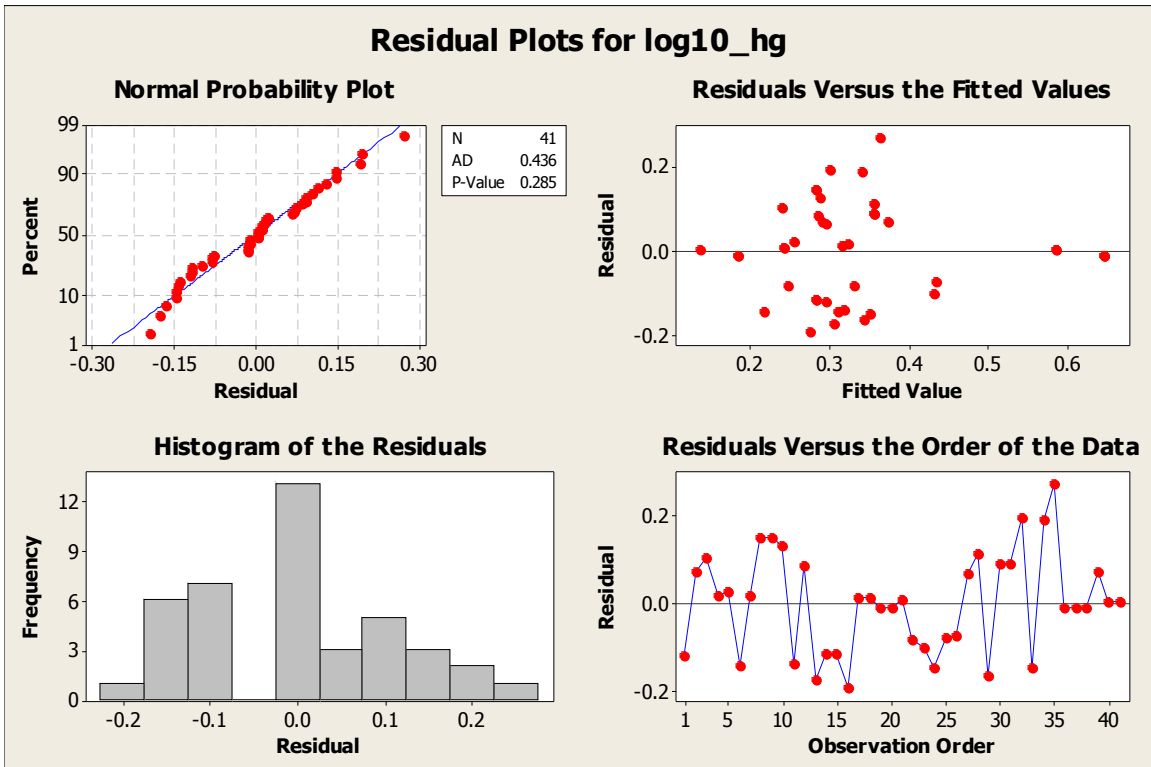 Residual Plots for log10_hg
Normal Probability Plot
99
90
50
10
1
Percent
-0.30 -0.15 0.00 0.15 0.30
Residual
N 41
AD 0.436
P-Value 0.285
Residuals Versus the Fitted Values
0.2
0.0
-0.2
Residual
0.2 0.3 0.4 0.5 0.6
Fitted Value
Histogram of the Residuals
12
9
6
3
0
Frequency
-0.2 -0.1 0.0 0.1 0.2
Residual
Residuals Versus the Order of the Data
0.2
0.0
-0.2
Residual
1 5 10 15 20 25 30 35 40
Observation Order